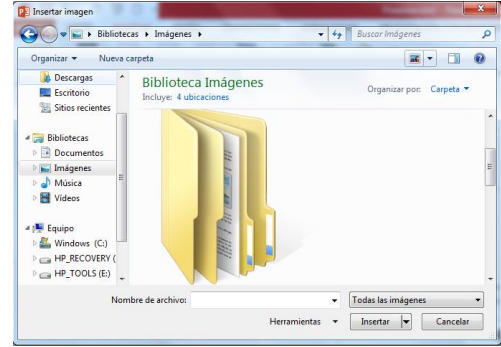 Insertar imagen
Bibliotecas Imágenes Buscar Imágenes
Organizar Nueva carpeta
Descargas
Escritorio
Sitios recientes
Bibliotecas
Documentos
Imágenes
Música
Vídeos
Equipo
Windows (C:)
HP_RECOVERY (
HP_TOOLS (E:)
Biblioteca Imágenes
Incluye: 4 ubicaciones
Organizar por: Carpeta
Nombre de archivo: Todas las imágenes
Herramientas Insertar Cancelar